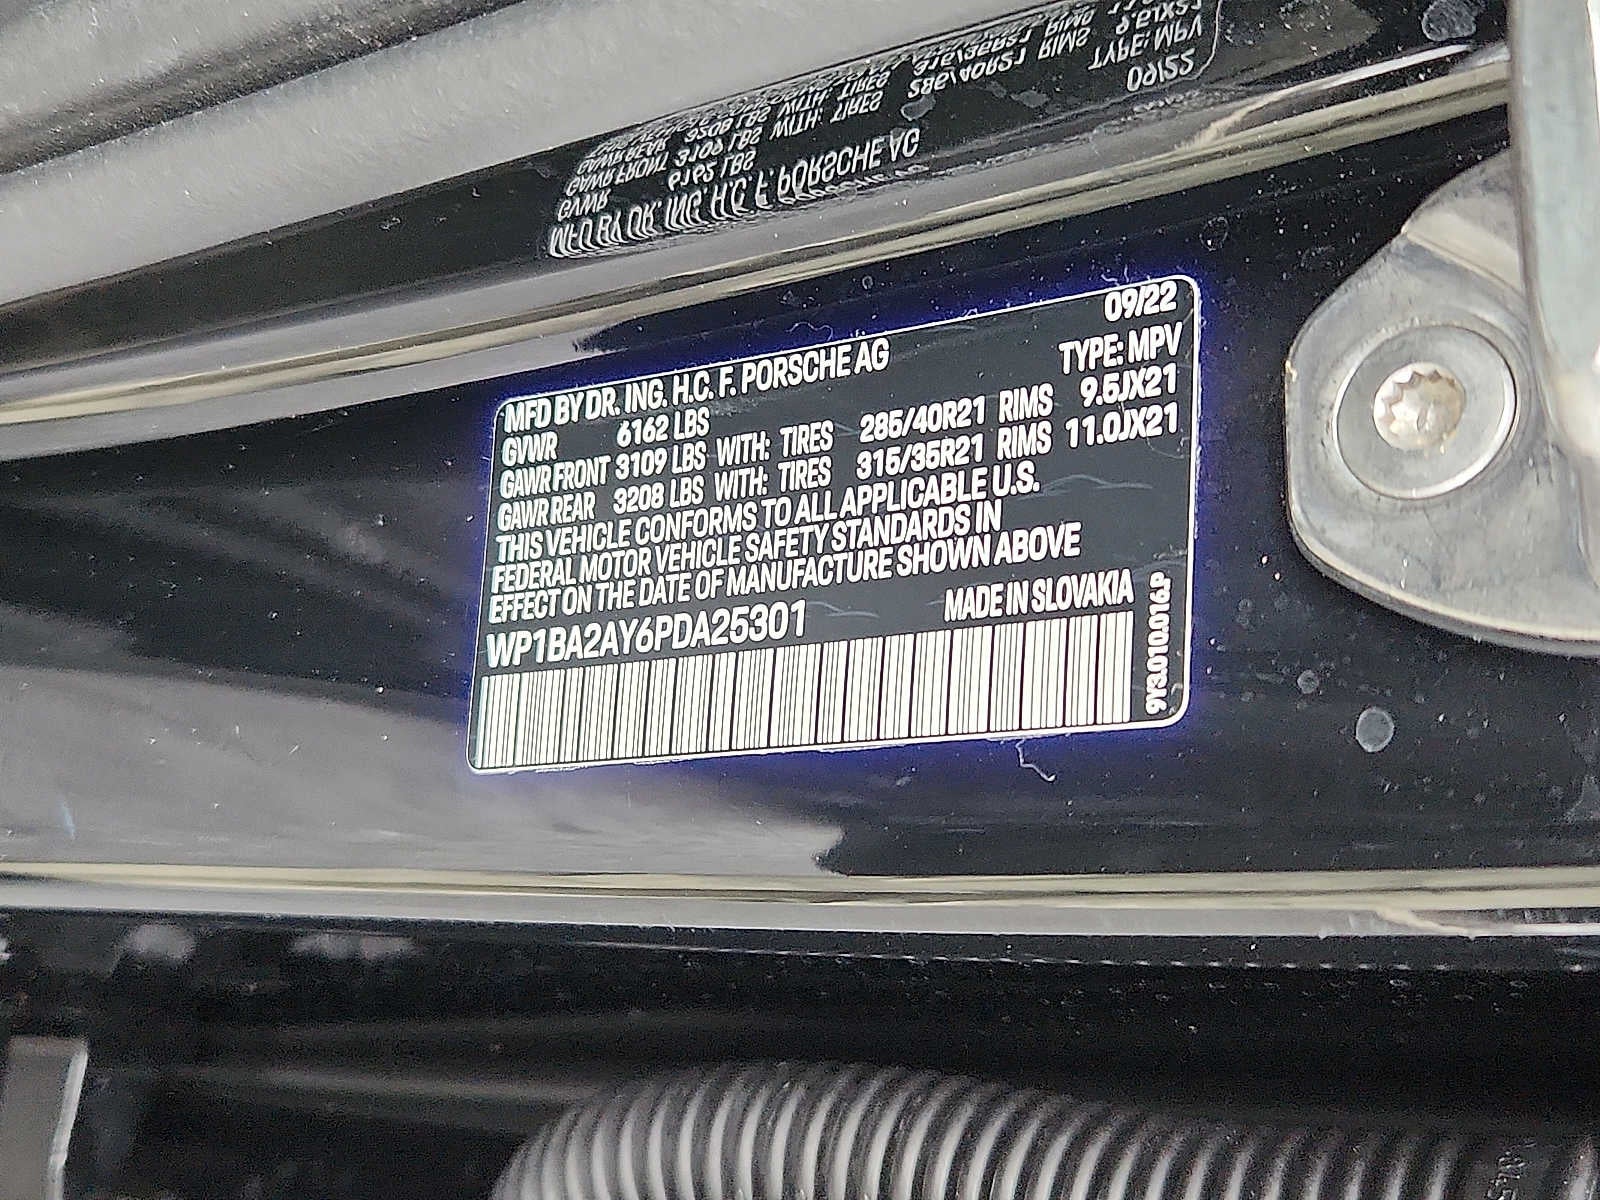 MFD BY DR. ING. H.C. F. PORSCHE AG 09/22
GVWR 6162 LBS TYPE: MPV
GAWR FRONT 3109 LBS WITH: TIRES 285/40R21 RIMS 9.5JX21
GAWR REAR 3208 LBS WITH: TIRES 315/35R21 RIMS 11.0JX21
THIS VEHICLE CONFORMS TO ALL APPLICABLE U.S.
FEDERAL MOTOR VEHICLE SAFETY STANDARDS IN
EFFECT ON THE DATE OF MANUFACTURE SHOWN ABOVE
WP1BA2AY6PDA25301 MADE IN SLOVAKIA
9Y3.010.016.P